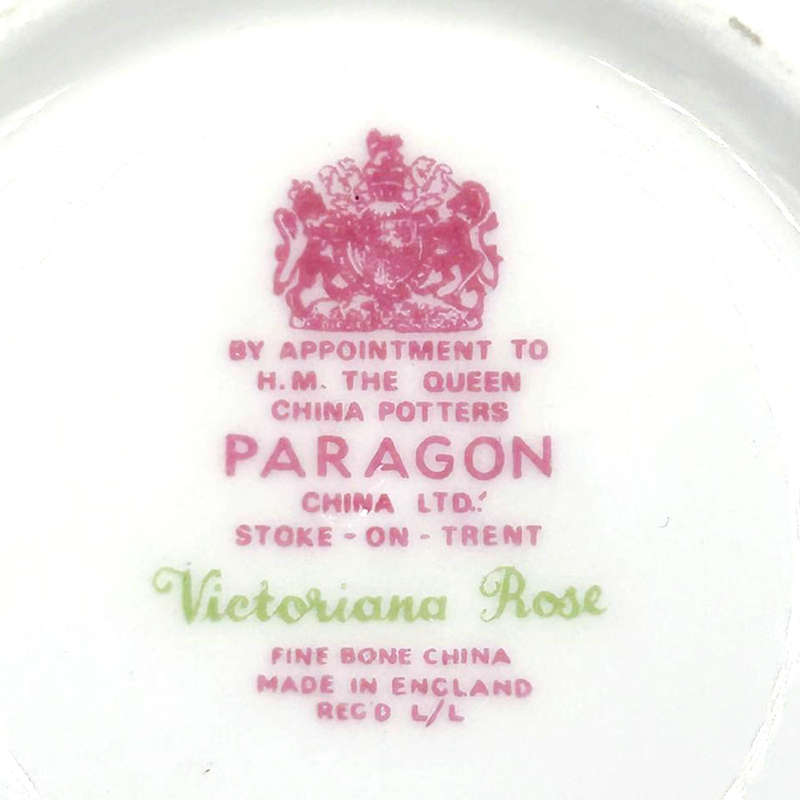 BY APPOINTMENT TO
H.M. THE QUEEN
CHINA POTTERS
PARAGON
CHINA LTD.
STOKE-ON-TRENT
Victoriana Rose
FINE BONE CHINA
MADE IN ENGLAND
REG'D L/L